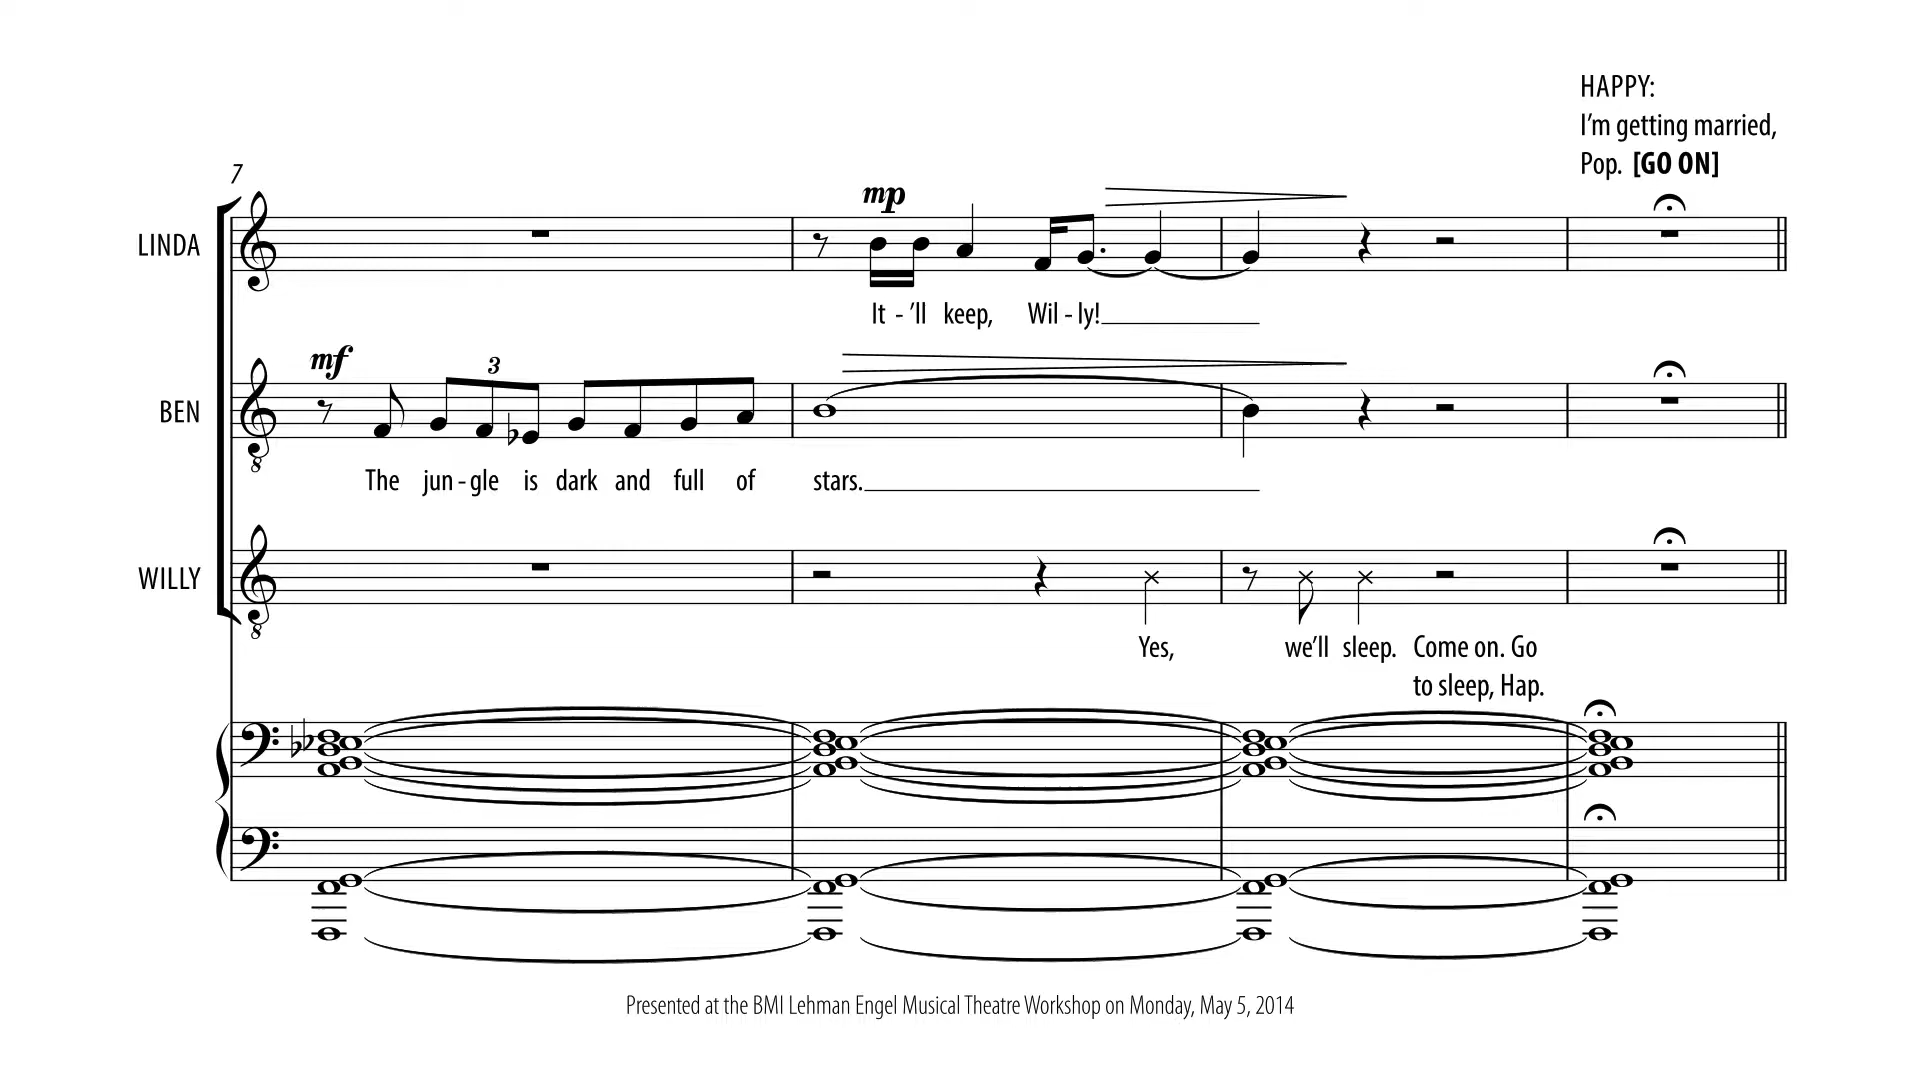 HAPPY:
I'm getting married,
Pop. [GO ON]
7
mp
LINDA
It - 'll keep, Wil - ly!
mf
3
BEN
The jun - gle is dark and full of stars.
WILLY
Yes, we'll sleep. Come on. Go
to sleep, Hap.
Presented at the BMI Lehman Engel Musical Theatre Workshop on Monday, May 5, 2014